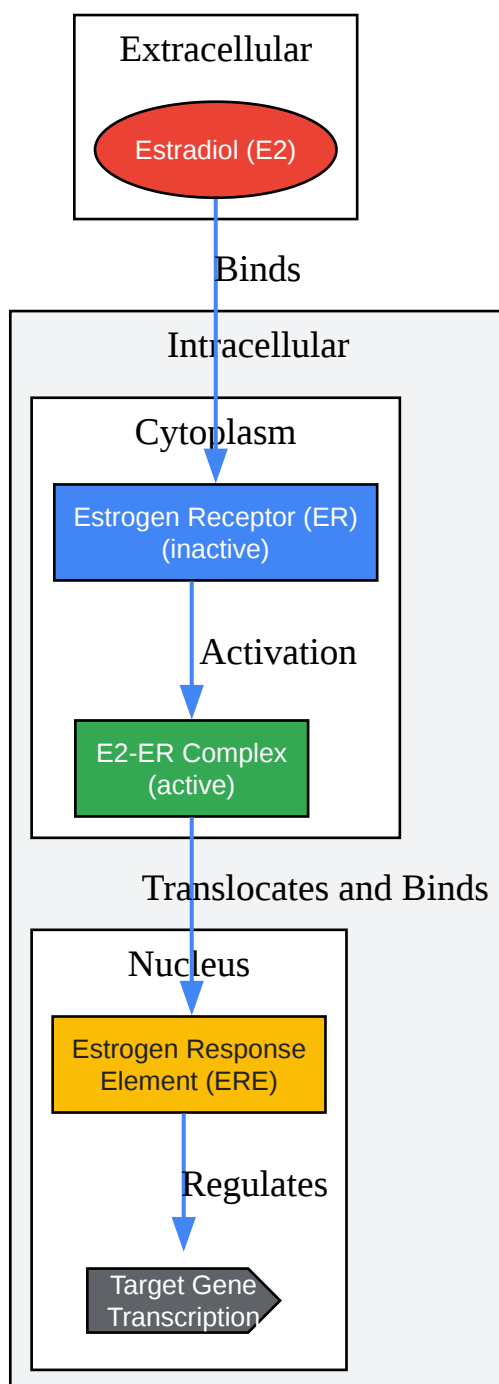 Extracellular
Estradiol (E2)
Binds
Intracellular
Cytoplasm
Estrogen Receptor (ER)
(inactive)
Activation
E2-ER Complex
(active)
Translocates and Binds
Nucleus
Estrogen Response
Element (ERE)
Regulates
Target Gene
Transcription